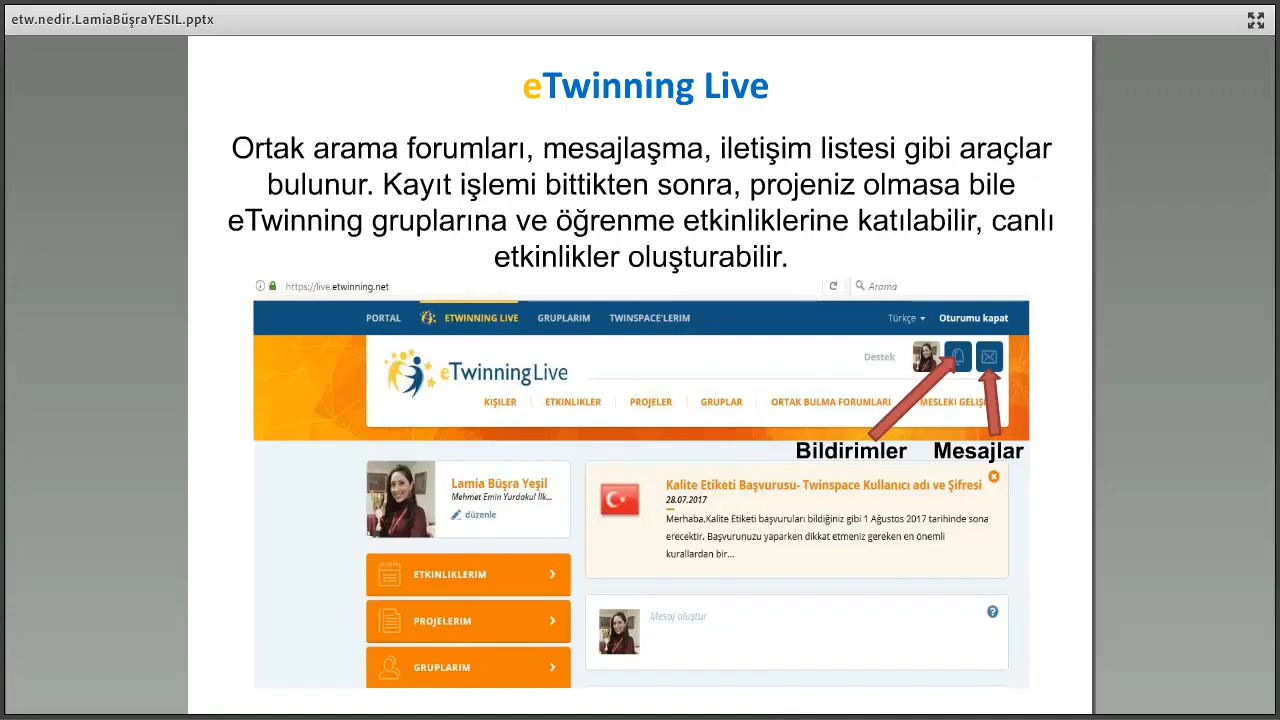 etw.nedir.LamiaBüşraYESIL.pptx
eTwinning Live
Ortak arama forumları, mesajlaşma, iletişim listesi gibi araçlar
bulunur. Kayıt işlemi bittikten sonra, projeniz olmasa bile
eTwinning gruplarına ve öğrenme etkinliklerine katılabilir, canlı
etkinlikler oluşturabilir.
https://live.etwinning.net
Arama
PORTAL ETWINNING LIVE GRUPLARIM TWINSPACE'LERIM Türkçe Oturumu kapat
Destek
eTwinning Live
KIŞILER ETKINLIKLER PROJELER GRUPLAR ORTAK BULMA FORUMLARI MESLEKI GELIŞI
Bildirimler Mesajlar
Lamia Büşra Yeşil
Mehmet Emin Yurdakul İlk...
düzenle
Kalite Etiketi Başvurusu- Twinspace Kullanıcı adı ve Şifresi
28.07.2017
Merhaba,Kalite Etiketi başvuruları bildiğiniz gibi 1 Ağustos 2017 tarihinde sona
erecektir. Başvurunuzu yaparken dikkat etmeniz gereken en önemli
kurallardan bir...
ETKINLIKLERIM
PROJELERIM
GRUPLARIM
Mesaj oluştur